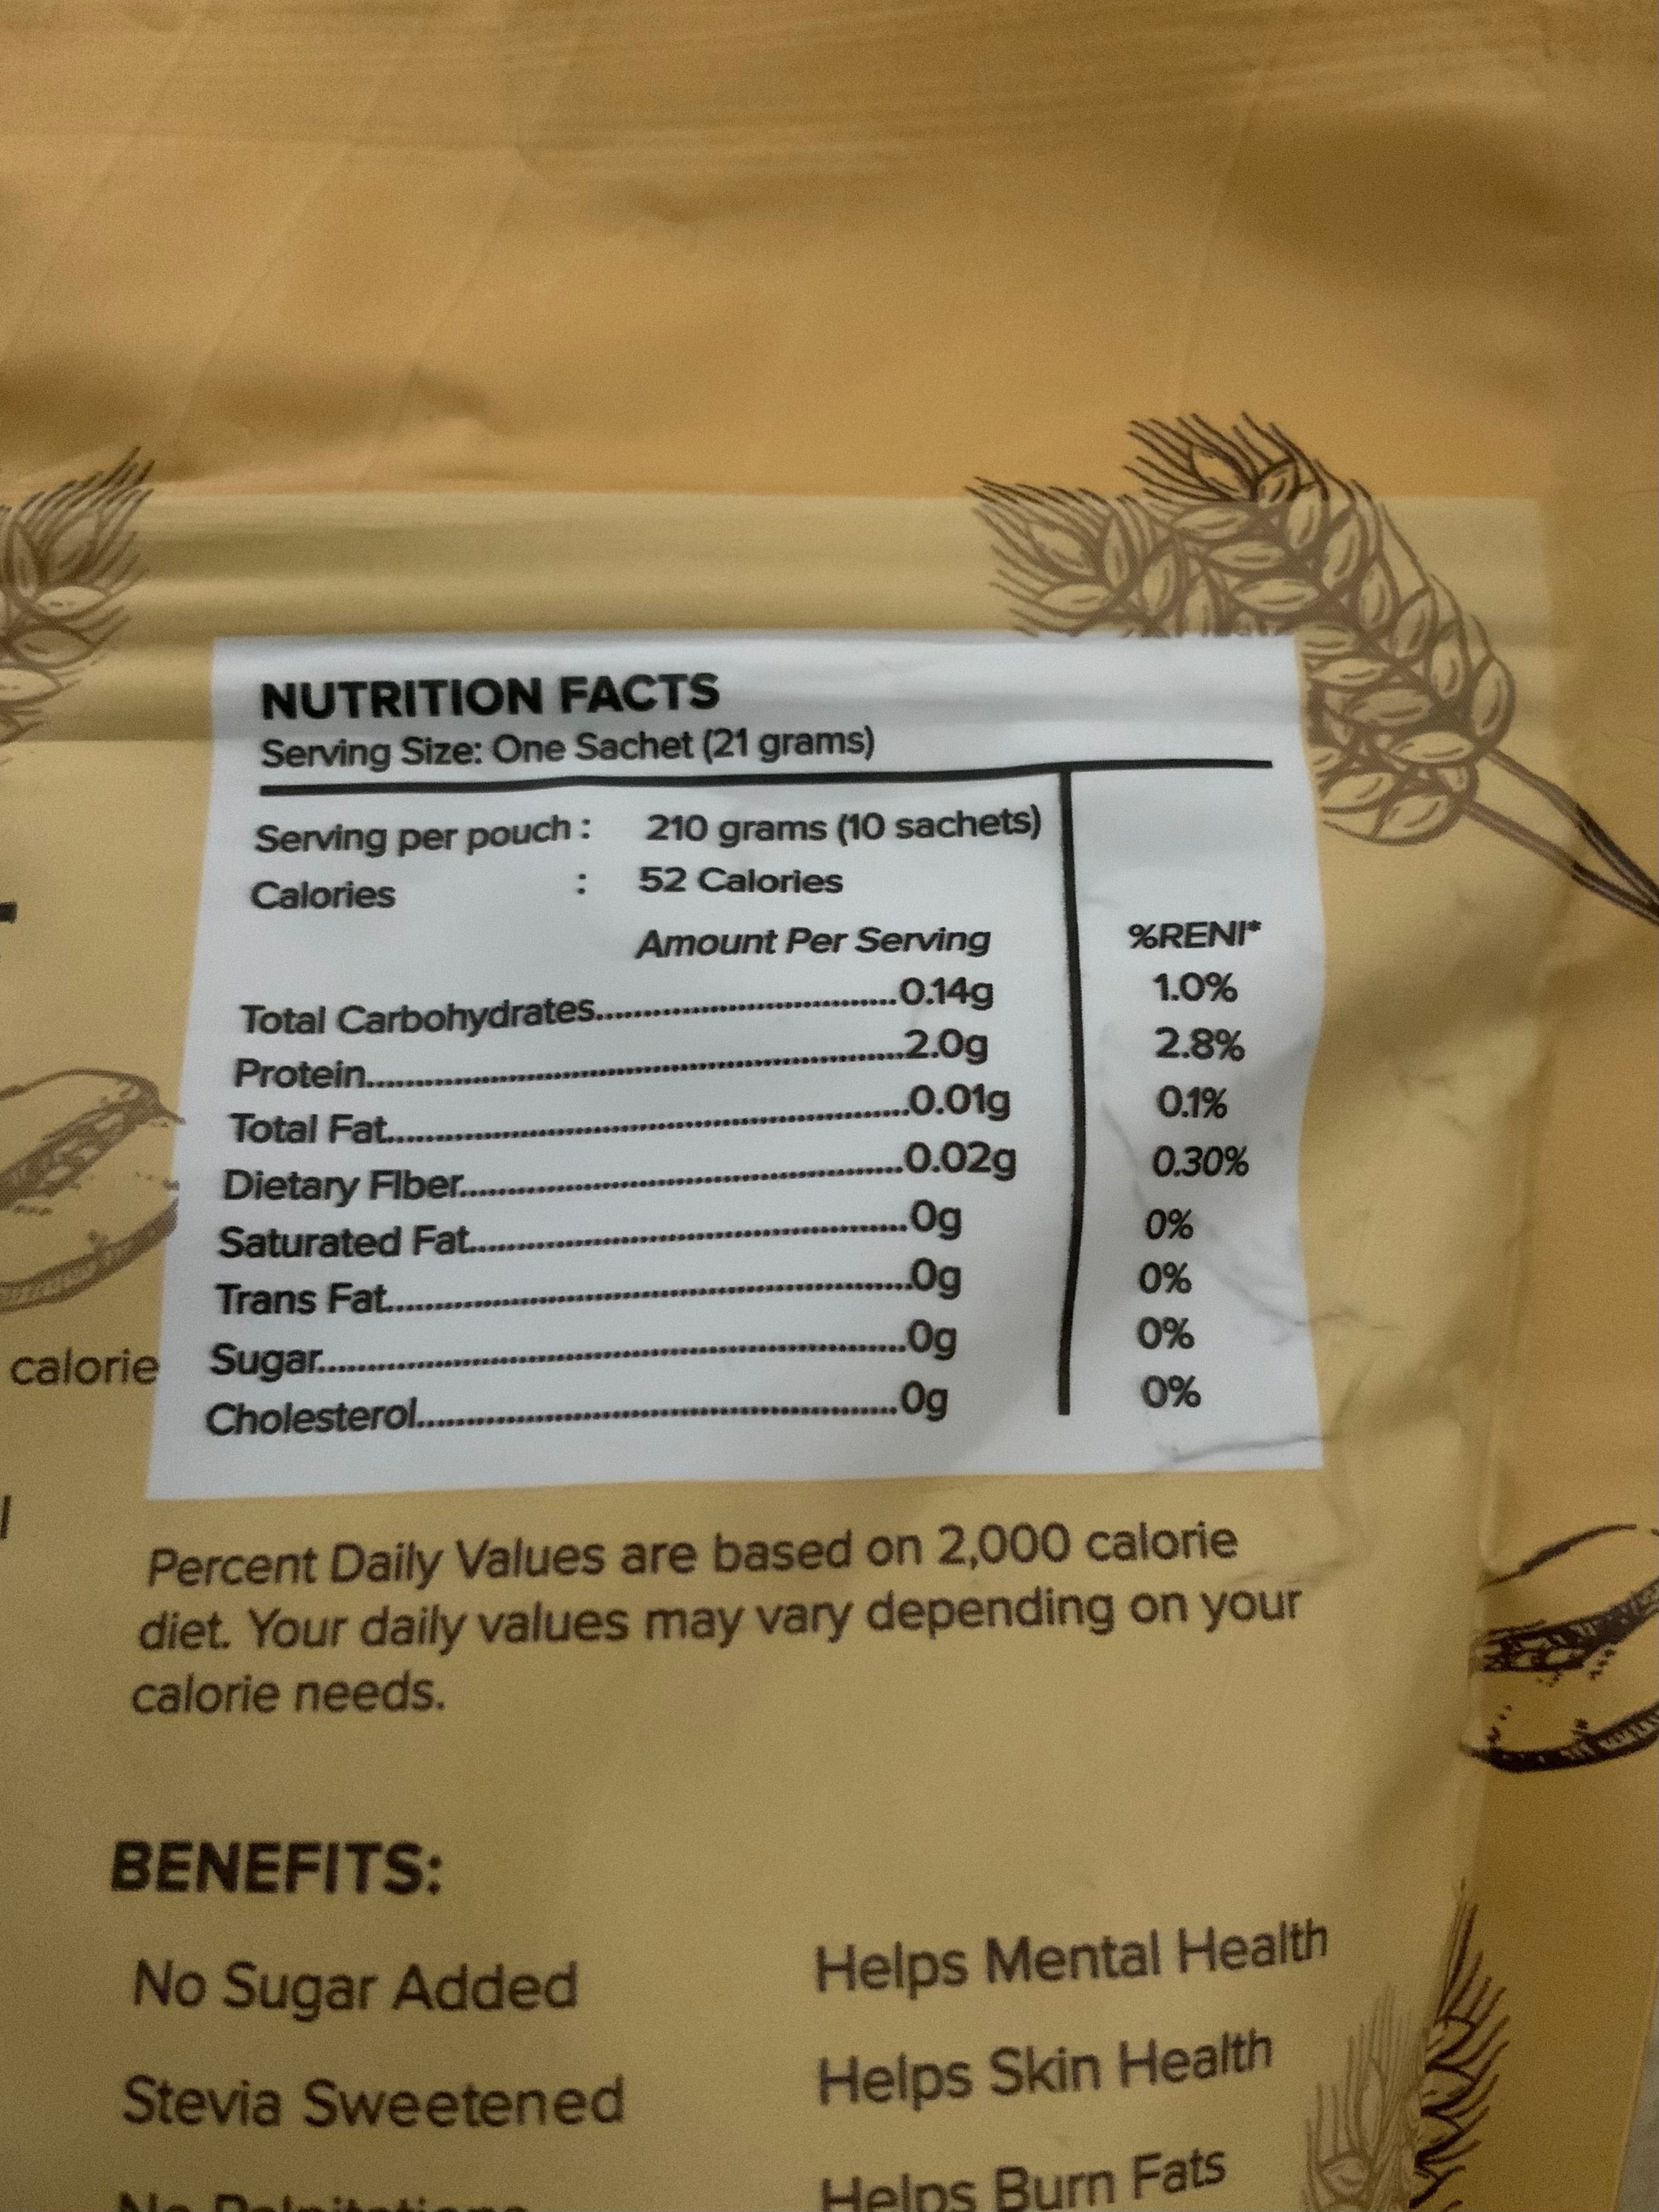 NUTRITION FACTS
Serving Size: One Sachet (21 grams)
Serving per pouch : 210 grams (10 sachets)
Calories : 52 Calories
Amount Per Serving %RENI*
Total Carbohydrates....................0.14g 1.0%
Protein....................2.0g 2.8%
Total Fat....................0.01g 0.1%
Dietary FIber....................0.02g 0.30%
Saturated Fat....................0g 0%
Trans Fat....................0g 0%
Sugar....................0g 0%
Cholesterol....................0g 0%
calorie
Percent Daily Values are based on 2,000 calorie
diet. Your daily values may vary depending on your
calorie needs.
BENEFITS:
No Sugar Added
Helps Mental Health
Stevia Sweetened
Helps Skin Health
No Palpitations
Helps Burn Fats